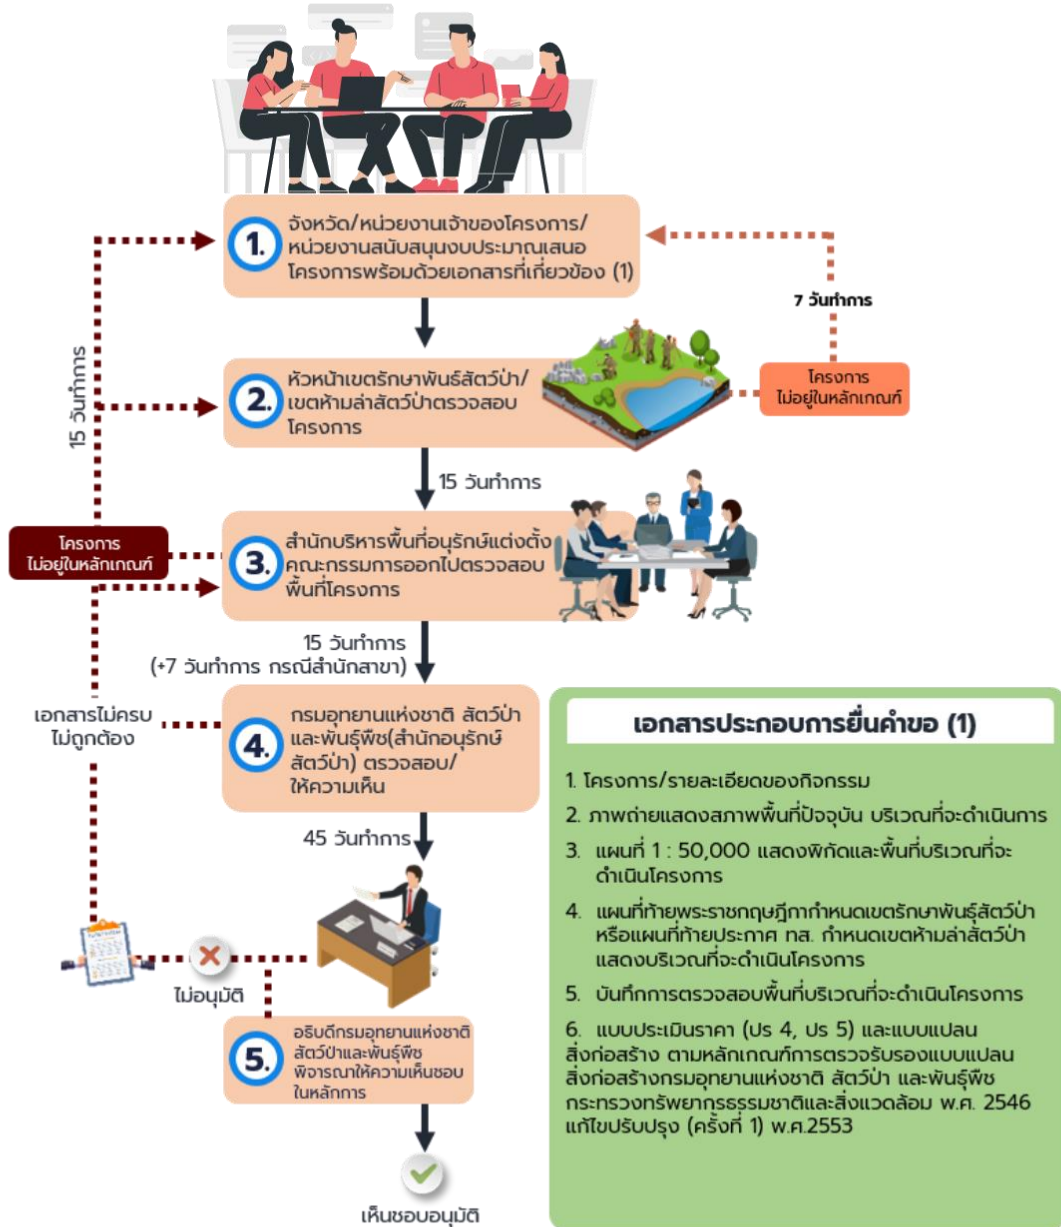 1. จังหวัด/หน่วยงานเจ้าของโครงการ/
หน่วยงานสนับสนุนงบประมาณเสนอ
โครงการพร้อมด้วยเอกสารที่เกี่ยวข้อง (1)
7 วันทำการ
โครงการ
ไม่อยู่ในหลักเกณฑ์
15 วันทำการ
2. หัวหน้าเขตรักษาพันธ์สัตว์ป่า/
เขตห้ามล่าสัตว์ป่าตรวจสอบ
โครงการ
15 วันทำการ
โครงการ
ไม่อยู่ในหลักเกณฑ์
3. สำนักบริหารพื้นที่อนุรักษ์แต่งตั้ง
คณะกรรมการออกไปตรวจสอบ
พื้นที่โครงการ
15 วันทำการ
(+7 วันทำการ กรณีสำนักสาขา)
เอกสารไม่ครบ
ไม่ถูกต้อง
4. กรมอุทยานแห่งชาติ สัตว์ป่า
และพันธุ์พืช(สำนักอนุรักษ์
สัตว์ป่า) ตรวจสอบ/
ให้ความเห็น
45 วันทำการ
ไม่อนุมัติ
5. อธิบดีกรมอุทยานแห่งชาติ
สัตว์ป่าและพันธุ์พืช
พิจารณาให้ความเห็นชอบ
ในหลักการ
เห็นชอบอนุมัติ
เอกสารประกอบการยื่นคำขอ (1)
1. โครงการ/รายละเอียดของกิจกรรม
2. ภาพถ่ายแสดงสภาพพื้นที่ปัจจุบัน บริเวณที่จะดำเนินการ
3. แผนที่ 1 : 50,000 แสดงพิกัดและพื้นที่บริเวณที่จะ
ดำเนินโครงการ
4. แผนที่ท้ายพระราชกฤษฎีกากำหนดเขตรักษาพันธุ์สัตว์ป่า
หรือแผนที่ท้ายประกาศ ทส. กำหนดเขตห้ามล่าสัตว์ป่า
แสดงบริเวณที่จะดำเนินโครงการ
5. บันทึกการตรวจสอบพื้นที่บริเวณที่จะดำเนินโครงการ
6. แบบประเมินราคา (ปร 4, ปร 5) และแบบแปลน
สิ่งก่อสร้าง ตามหลักเกณฑ์การตรวจรับรองแบบแปลน
สิ่งก่อสร้างกรมอุทยานแห่งชาติ สัตว์ป่า และพันธุ์พืช
กระทรวงทรัพยากรธรรมชาติและสิ่งแวดล้อม พ.ศ. 2546
แก้ไขปรับปรุง (ครั้งที่ 1) พ.ศ.2553